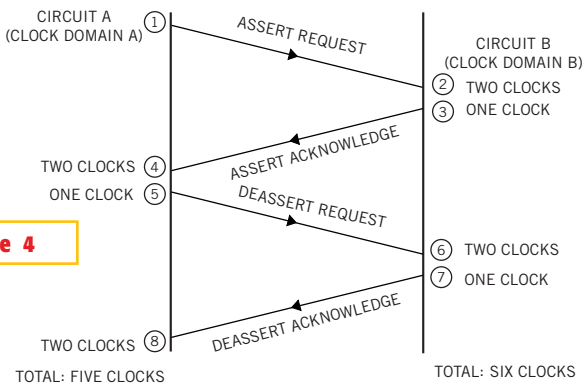 CIRCUIT A
(CLOCK DOMAIN A)
1
ASSERT REQUEST
CIRCUIT B
(CLOCK DOMAIN B)
2 TWO CLOCKS
3 ONE CLOCK
ASSERT ACKNOWLEDGE
TWO CLOCKS 4
ONE CLOCK 5
DEASSERT REQUEST
e 4
6 TWO CLOCKS
7 ONE CLOCK
DEASSERT ACKNOWLEDGE
TWO CLOCKS 8
TOTAL: FIVE CLOCKS
TOTAL: SIX CLOCKS